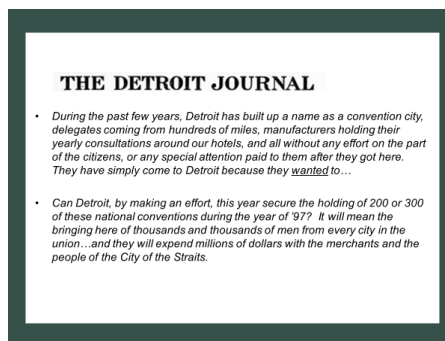 THE DETROIT JOURNAL
• During the past few years, Detroit has built up a name as a convention city,
delegates coming from hundreds of miles, manufacturers holding their
yearly consultations around our hotels, and all without any effort on the part
of the citizens, or any special attention paid to them after they got here.
They have simply come to Detroit because they wanted to…
• Can Detroit, by making an effort, this year secure the holding of 200 or 300
of these national conventions during the year of '97? It will mean the
bringing here of thousands and thousands of men from every city in the
union…and they will expend millions of dollars with the merchants and the
people of the City of the Straits.